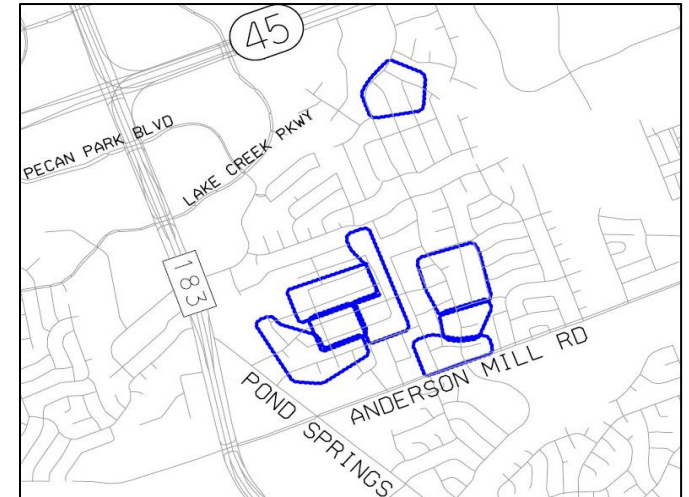 45
PECAN PARK BLVD
LAKE CREEK PKWY
183
ANDERSON MILL RD
POND SPRINGS